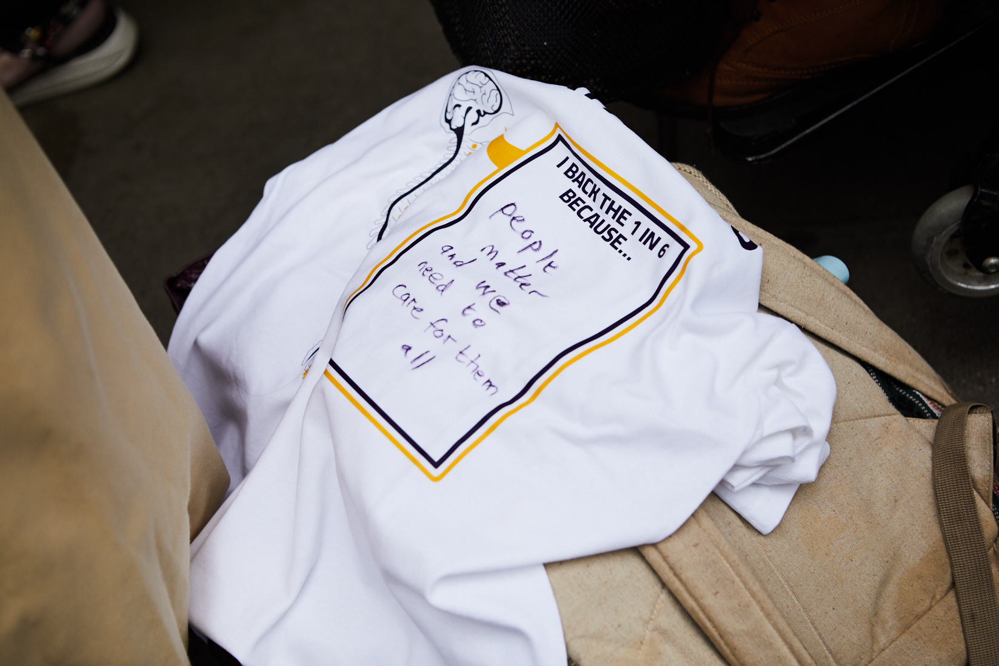 I BACK THE 1 IN 6
BECAUSE...
people
matter
and we
need to
care for them
all